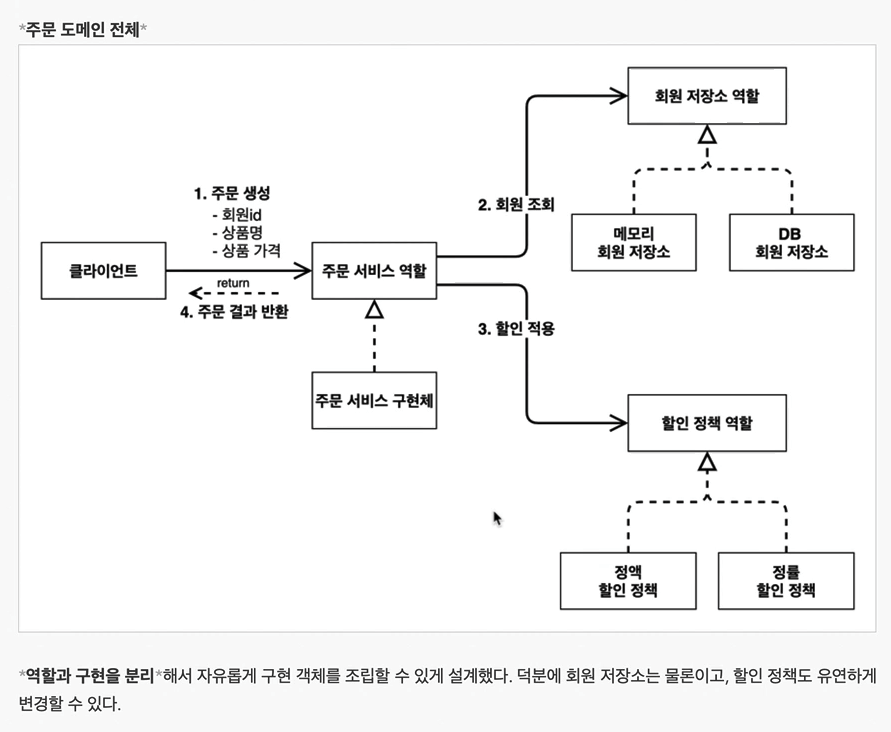 *주문 도메인 전체*
회원 저장소 역할
1. 주문 생성
- 회원id
- 상품명
- 상품 가격
2. 회원 조회
메모리
회원 저장소
DB
회원 저장소
클라이언트
주문 서비스 역할
return
4. 주문 결과 반환
3. 할인 적용
주문 서비스 구현체
할인 정책 역할
정액
할인 정책
정률
할인 정책
*역할과 구현을 분리*해서 자유롭게 구현 객체를 조립할 수 있게 설계했다. 덕분에 회원 저장소는 물론이고, 할인 정책도 유연하게
변경할 수 있다.